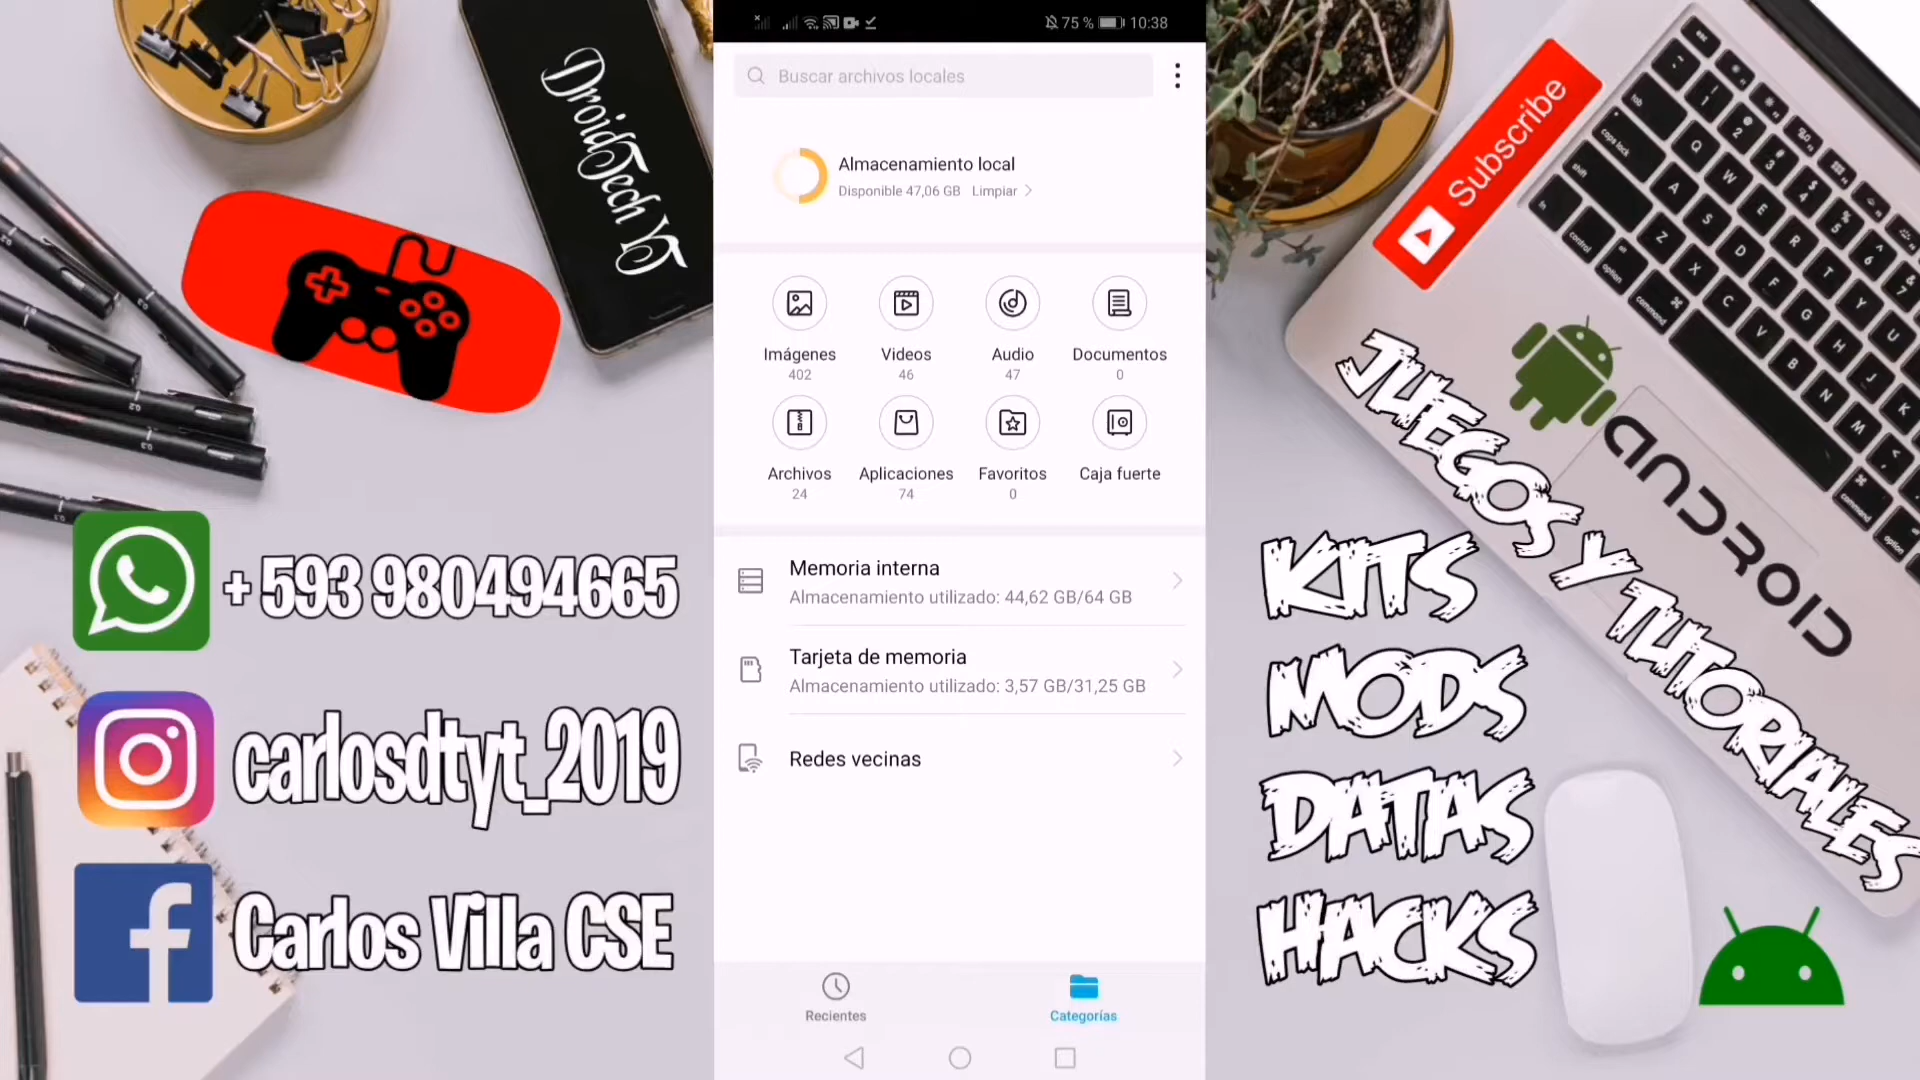 75 % 10:38
Buscar archivos locales
Almacenamiento local
Disponible 47,06 GB Limpiar
Imágenes
402
Videos
46
Audio
47
Documentos
0
Archivos
24
Aplicaciones
74
Favoritos
0
Caja fuerte
Memoria interna
Almacenamiento utilizado: 44,62 GB/64 GB
Tarjeta de memoria
Almacenamiento utilizado: 3,57 GB/31,25 GB
Redes vecinas
Recientes
Categorías
DroidTech YT
+ 593 980494665
carlosdtyt_2019
Carlos Villa CSE
Subscribe
ANDROID
JUEGOS Y TUTORIALES
KITS
MODS
DATAS
HACKS